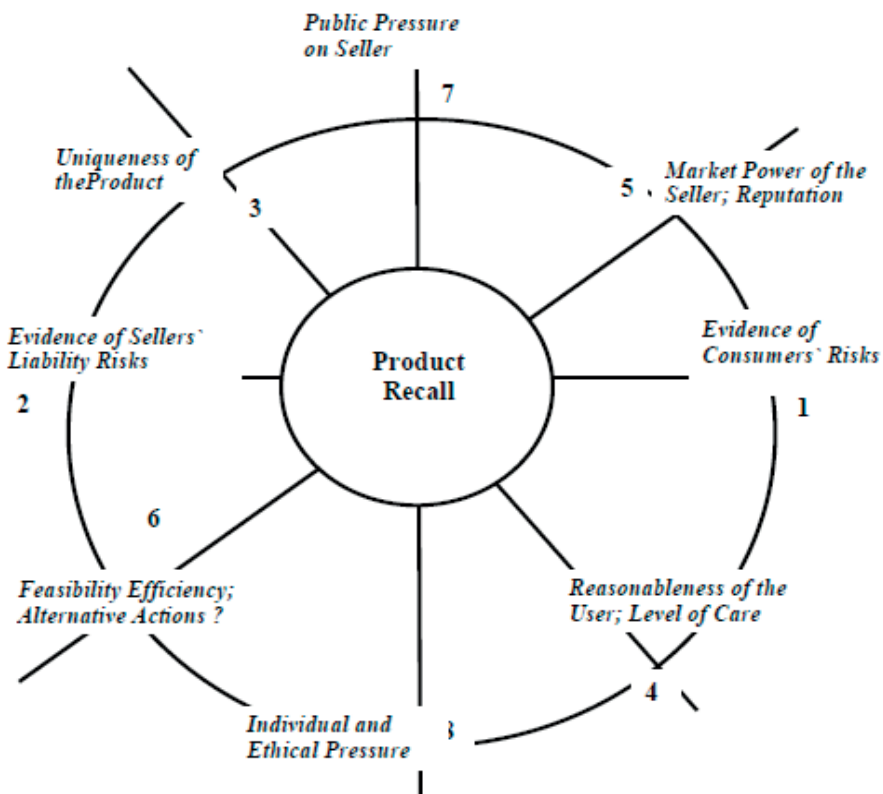 Public Pressure
on Seller
7
Uniqueness of
theProduct
3
5
Market Power of the
Seller; Reputation
Evidence of Sellers`
Liability Risks
2
Product
Recall
Evidence of
Consumers` Risks
1
6
Feasibility Efficiency;
Alternative Actions ?
Reasonableness of the
User; Level of Care
4
Individual and
Ethical Pressure